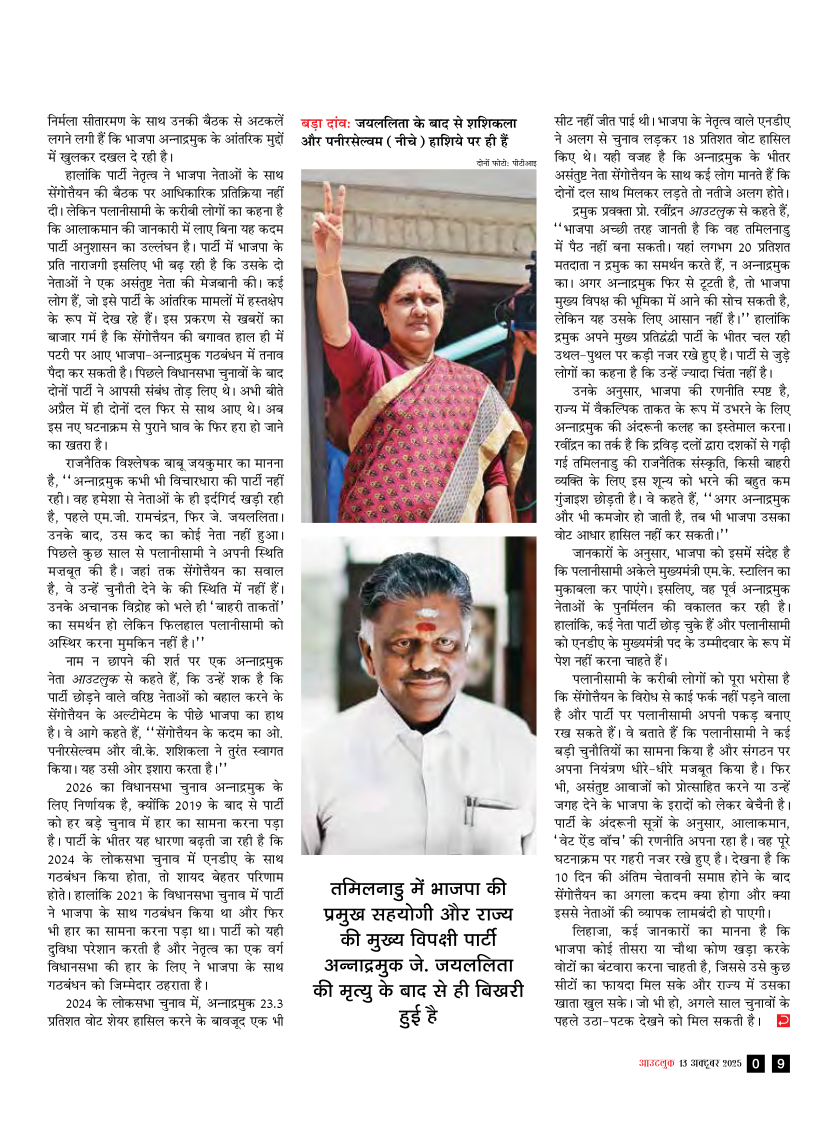 निर्मला सीतारमण के साथ उनकी बैठक से अटकलें
लगने लगी हैं कि भाजपा अन्नाद्रमुक के आंतरिक मुद्दों
में खुलकर दखल दे रही है।
हालांकि पार्टी नेतृत्व ने भाजपा नेताओं के साथ
सेंगोत्तैयन की बैठक पर आधिकारिक प्रतिक्रिया नहीं
दी। लेकिन पलानीसामी के करीबी लोगों का कहना है
कि आलाकमान की जानकारी में लाए बिना यह कदम
पार्टी अनुशासन का उल्लंघन है। पार्टी में भाजपा के
प्रति नाराजगी इसलिए भी बढ़ रही है कि उसके दो
नेताओं ने एक असंतुष्ट नेता की मेजबानी की। कई
लोग हैं, जो इसे पार्टी के आंतरिक मामलों में हस्तक्षेप
के रूप में देख रहे हैं। इस प्रकरण से खबरों का
बाजार गर्म है कि सेंगोत्तैयन की बगावत हाल ही में
पटरी पर आए भाजपा-अन्नाद्रमुक गठबंधन में तनाव
पैदा कर सकती है। पिछले विधानसभा चुनावों के बाद
दोनों पार्टी ने आपसी संबंध तोड़ लिए थे। अभी बीते
अप्रैल में ही दोनों दल फिर से साथ आए थे। अब
इस नए घटनाक्रम से पुराने घाव के फिर हरा हो जाने
का खतरा है।
राजनैतिक विश्लेषक बाबू जयकुमार का मानना
है, ‘‘अन्नाद्रमुक कभी भी विचारधारा की पार्टी नहीं
रही। वह हमेशा से नेताओं के ही इर्दगिर्द खड़ी रही
है, पहले एम.जी. रामचंद्रन, फिर जे. जयललिता।
उनके बाद, उस कद का कोई नेता नहीं हुआ।
पिछले कुछ साल से पलानीसामी ने अपनी स्थिति
मजबूत की है। जहां तक सेंगोत्तैयन का सवाल
है, वे उन्हें चुनौती देने के की स्थिति में नहीं हैं।
उनके अचानक विद्रोह को भले ही ‘बाहरी ताकतों’
का समर्थन हो लेकिन फिलहाल पलानीसामी को
अस्थिर करना मुमकिन नहीं है।’’
नाम न छापने की शर्त पर एक अन्नाद्रमुक
नेता आउटलुक से कहते हैं, कि उन्हें शक है कि
पार्टी छोड़ने वाले वरिष्ठ नेताओं को बहाल करने के
सेंगोत्तैयन के अल्टीमेटम के पीछे भाजपा का हाथ
है। वे आगे कहते हैं, ‘‘सेंगोत्तैयन के कदम का ओ.
पनीरसेल्वम और वी.के. शशिकला ने तुरंत स्वागत
किया। यह उसी ओर इशारा करता है।’’
2026 का विधानसभा चुनाव अन्नाद्रमुक के
लिए निर्णायक है, क्योंकि 2019 के बाद से पार्टी
को हर बड़े चुनाव में हार का सामना करना पड़ा
है। पार्टी के भीतर यह धारणा बढ़ती जा रही है कि
2024 के लोकसभा चुनाव में एनडीए के साथ
गठबंधन किया होता, तो शायद बेहतर परिणाम
होते। हालांकि 2021 के विधानसभा चुनाव में पार्टी
ने भाजपा के साथ गठबंधन किया था और फिर
भी हार का सामना करना पड़ा था। पार्टी को यही
दुविधा परेशान करती है और नेतृत्व का एक वर्ग
विधानसभा की हार के लिए ने भाजपा के साथ
गठबंधन को जिम्मेदार ठहराता है।
2024 के लोकसभा चुनाव में, अन्नाद्रमुक 23.3
प्रतिशत वोट शेयर हासिल करने के बावजूद एक भी
बड़ा दांव: जयललिता के बाद से शशिकला
और पनीरसेल्वम ( नीचे ) हाशिये पर ही हैं
दोनों फोटो: पीटीआइ
तमिलनाडु में भाजपा की
प्रमुख सहयोगी और राज्य
की मुख्य विपक्षी पार्टी
अन्नाद्रमुक जे. जयललिता
की मृत्यु के बाद से ही बिखरी
हुई है
सीट नहीं जीत पाई थी। भाजपा के नेतृत्व वाले एनडीए
ने अलग से चुनाव लड़कर 18 प्रतिशत वोट हासिल
किए थे। यही वजह है कि अन्नाद्रमुक के भीतर
असंतुष्ट नेता सेंगोत्तैयन के साथ कई लोग मानते हैं कि
दोनों दल साथ मिलकर लड़ते तो नतीजे अलग होते।
द्रमुक प्रवक्ता प्रो. रवींद्रन आउटलुक से कहते हैं,
‘‘भाजपा अच्छी तरह जानती है कि वह तमिलनाडु
में पैठ नहीं बना सकती। यहां लगभग 20 प्रतिशत
मतदाता न द्रमुक का समर्थन करते हैं, न अन्नाद्रमुक
का। अगर अन्नाद्रमुक फिर से टूटती है, तो भाजपा
मुख्य विपक्ष की भूमिका में आने की सोच सकती है,
लेकिन यह उसके लिए आसान नहीं है।’’ हालांकि
द्रमुक अपने मुख्य प्रतिद्वंद्वी पार्टी के भीतर चल रही
उथल-पुथल पर कड़ी नजर रखे हुए है। पार्टी से जुड़े
लोगों का कहना है कि उन्हें ज्यादा चिंता नहीं है।
उनके अनुसार, भाजपा की रणनीति स्पष्ट है,
राज्य में वैकल्पिक ताकत के रूप में उभरने के लिए
अन्नाद्रमुक की अंदरूनी कलह का इस्तेमाल करना।
रवींद्रन का तर्क है कि द्रविड़ दलों द्वारा दशकों से गढ़ी
गई तमिलनाडु की राजनैतिक संस्कृति, किसी बाहरी
व्यक्ति के लिए इस शून्य को भरने की बहुत कम
गुंजाइश छोड़ती है। वे कहते हैं, ‘‘अगर अन्नाद्रमुक
और भी कमजोर हो जाती है, तब भी भाजपा उसका
वोट आधार हासिल नहीं कर सकती।’’
जानकारों के अनुसार, भाजपा को इसमें संदेह है
कि पलानीसामी अकेले मुख्यमंत्री एम.के. स्टालिन का
मुकाबला कर पाएंगे। इसलिए, वह पूर्व अन्नाद्रमुक
नेताओं के पुनर्मिलन की वकालत कर रही है।
हालांकि, कई नेता पार्टी छोड़ चुके हैं और पलानीसामी
को एनडीए के मुख्यमंत्री पद के उम्मीदवार के रूप में
पेश नहीं करना चाहते हैं।
पलानीसामी के करीबी लोगों को पूरा भरोसा है
कि सेंगोत्तैयन के विरोध से काई फर्क नहीं पड़ने वाला
है और पार्टी पर पलानीसामी अपनी पकड़ बनाए
रख सकते हैं। वे बताते हैं कि पलानीसामी ने कई
बड़ी चुनौतियों का सामना किया है और संगठन पर
अपना नियंत्रण धीरे-धीरे मजबूत किया है। फिर
भी, असंतुष्ट आवाजों को प्रोत्साहित करने या उन्हें
जगह देने के भाजपा के इरादों को लेकर बेचैनी है।
पार्टी के अंदरूनी सूत्रों के अनुसार, आलाकमान,
‘वेट ऐंड वॉच’ की रणनीति अपना रहा है। वह पूरे
घटनाक्रम पर गहरी नजर रखे हुए है। देखना है कि
10 दिन की अंतिम चेतावनी समाप्त होने के बाद
सेंगोत्तैयन का अगला कदम क्या होगा और क्या
इससे नेताओं की व्यापक लामबंदी हो पाएगी।
लिहाजा, कई जानकारों का मानना है कि
भाजपा कोई तीसरा या चौथा कोण खड़ा करके
वोटों का बंटवारा करना चाहती है, जिससे उसे कुछ
सीटों का फायदा मिल सके और राज्य में उसका
खाता खुल सके। जो भी हो, अगले साल चुनावों के
पहले उठा-पटक देखने को मिल सकती है।
आउटलुक 13 अक्टूबर 2025 0 9